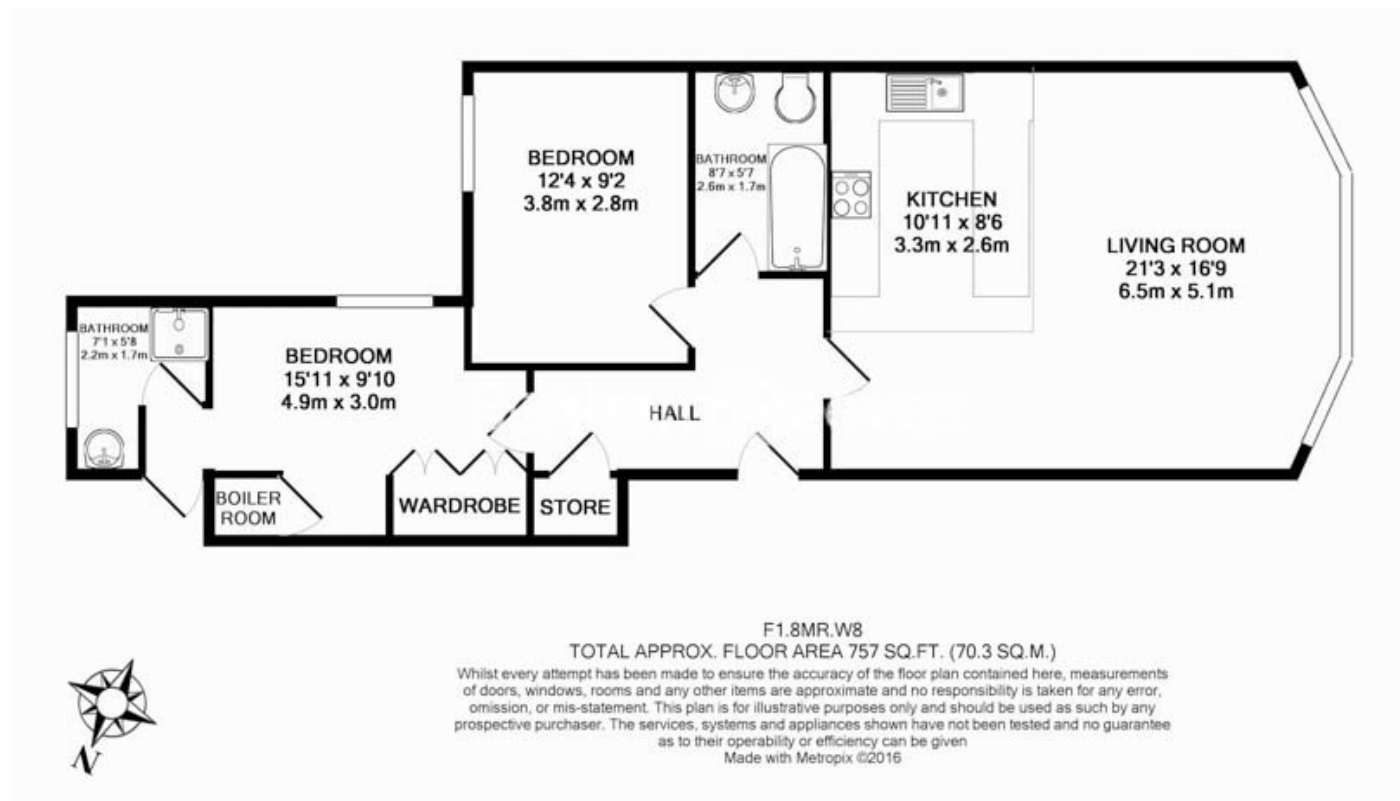 BEDROOM
12'4 x 9'2
3.8m x 2.8m
BATHROOM
8'7 x 5'7
2.6m x 1.7m
KITCHEN
10'11 x 8'6
3.3m x 2.6m
LIVING ROOM
21'3 x 16'9
6.5m x 5.1m
BATHROOM
7'1 x 5'8
2.2m x 1.7m
BEDROOM
15'11 x 9'10
4.9m x 3.0m
HALL
BOILER
ROOM
WARDROBE
STORE
F1.8MR.W8
TOTAL APPROX. FLOOR AREA 757 SQ.FT. (70.3 SQ.M.)
Whilst every attempt has been made to ensure the accuracy of the floor plan contained here, measurements
of doors, windows, rooms and any other items are approximate and no responsibility is taken for any error,
omission, or mis-statement. This plan is for illustrative purposes only and should be used as such by any
prospective purchaser. The services, systems and appliances shown have not been tested and no guarantee
as to their operability or efficiency can be given
Made with Metropix ©2016
N